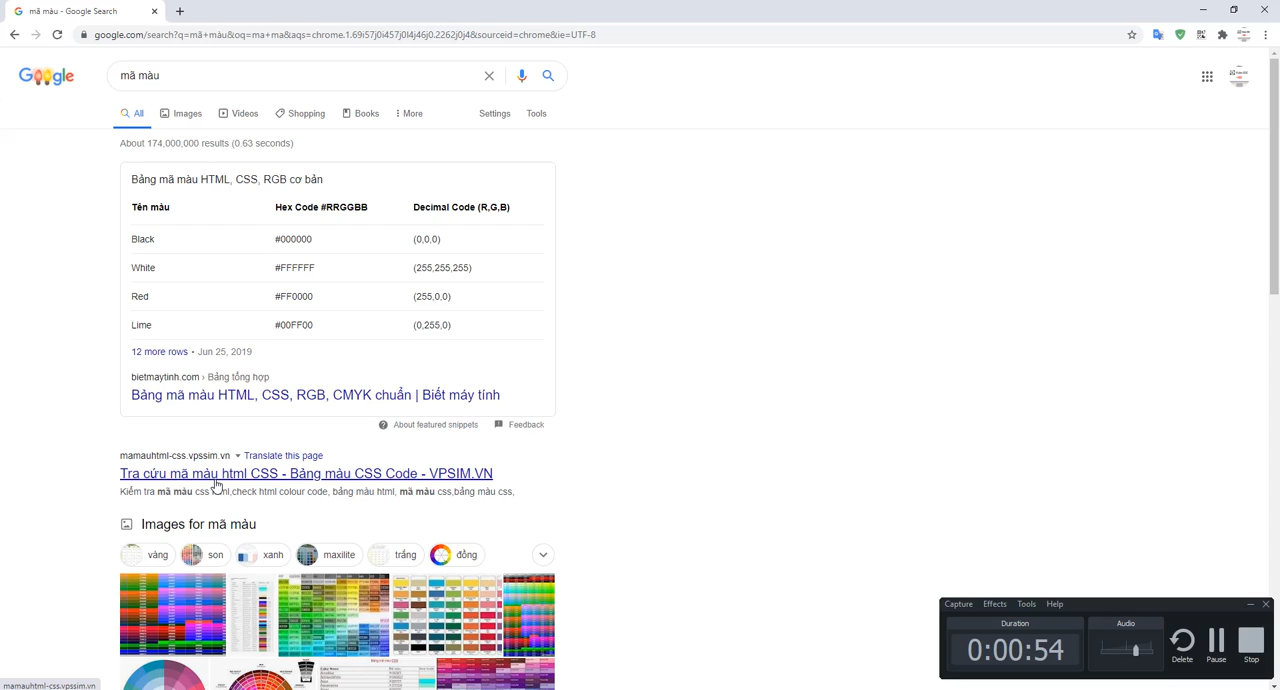 mã màu - Google Search
google.com/search?q=mã+màu&oq=ma+ma&aqs=chrome.1.69i57j0i457j0l4j46j0.2262j0j4&sourceid=chrome&ie=UTF-8
Google
mã màu
All Images Videos Shopping Books More Settings Tools
About 174,000,000 results (0.63 seconds)
Bảng mã màu HTML, CSS, RGB cơ bản
Tên màu Hex Code #RRGGBB Decimal Code (R,G,B)
Black #000000 (0,0,0)
White #FFFFFF (255,255,255)
Red #FF0000 (255,0,0)
Lime #00FF00 (0,255,0)
12 more rows • Jun 25, 2019
bietmaytinh.com › Bảng tổng hợp
Bảng mã màu HTML, CSS, RGB, CMYK chuẩn | Biết máy tính
About featured snippets Feedback
mamauhtml-css.vpssim.vn Translate this page
Tra cứu mã màu html CSS - Bảng màu CSS Code - VPSIM.VN
Kiểm tra mã màu css html,check html colour code, bảng màu html, mã màu css,bảng màu css,
Images for mã màu
vàng son xanh maxilite trắng đồng
Capture Effects Tools Help
Duration Audio
0:00:54
Delete Pause Stop
mamauhtml-css.vpssim.vn